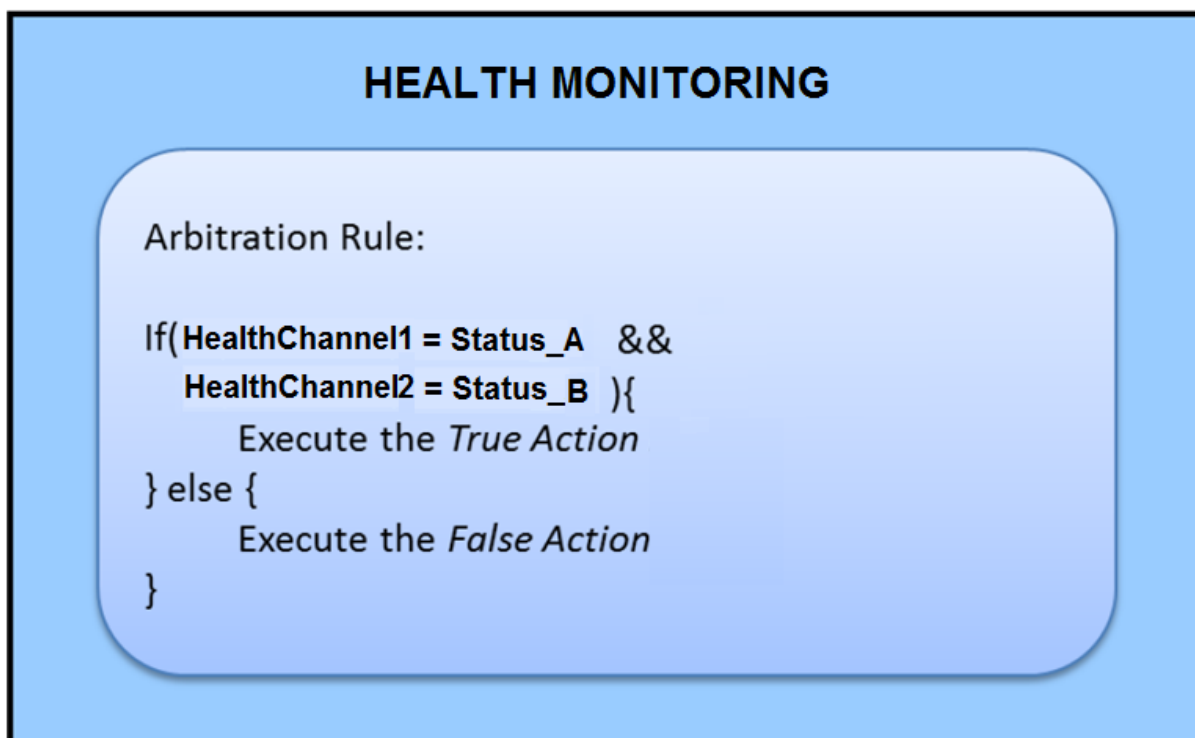 HEALTH MONITORING
Arbitration Rule:
If(HealthChannel1 = Status_A &&
HealthChannel2 = Status_B ){
Execute the True Action
} else {
Execute the False Action
}